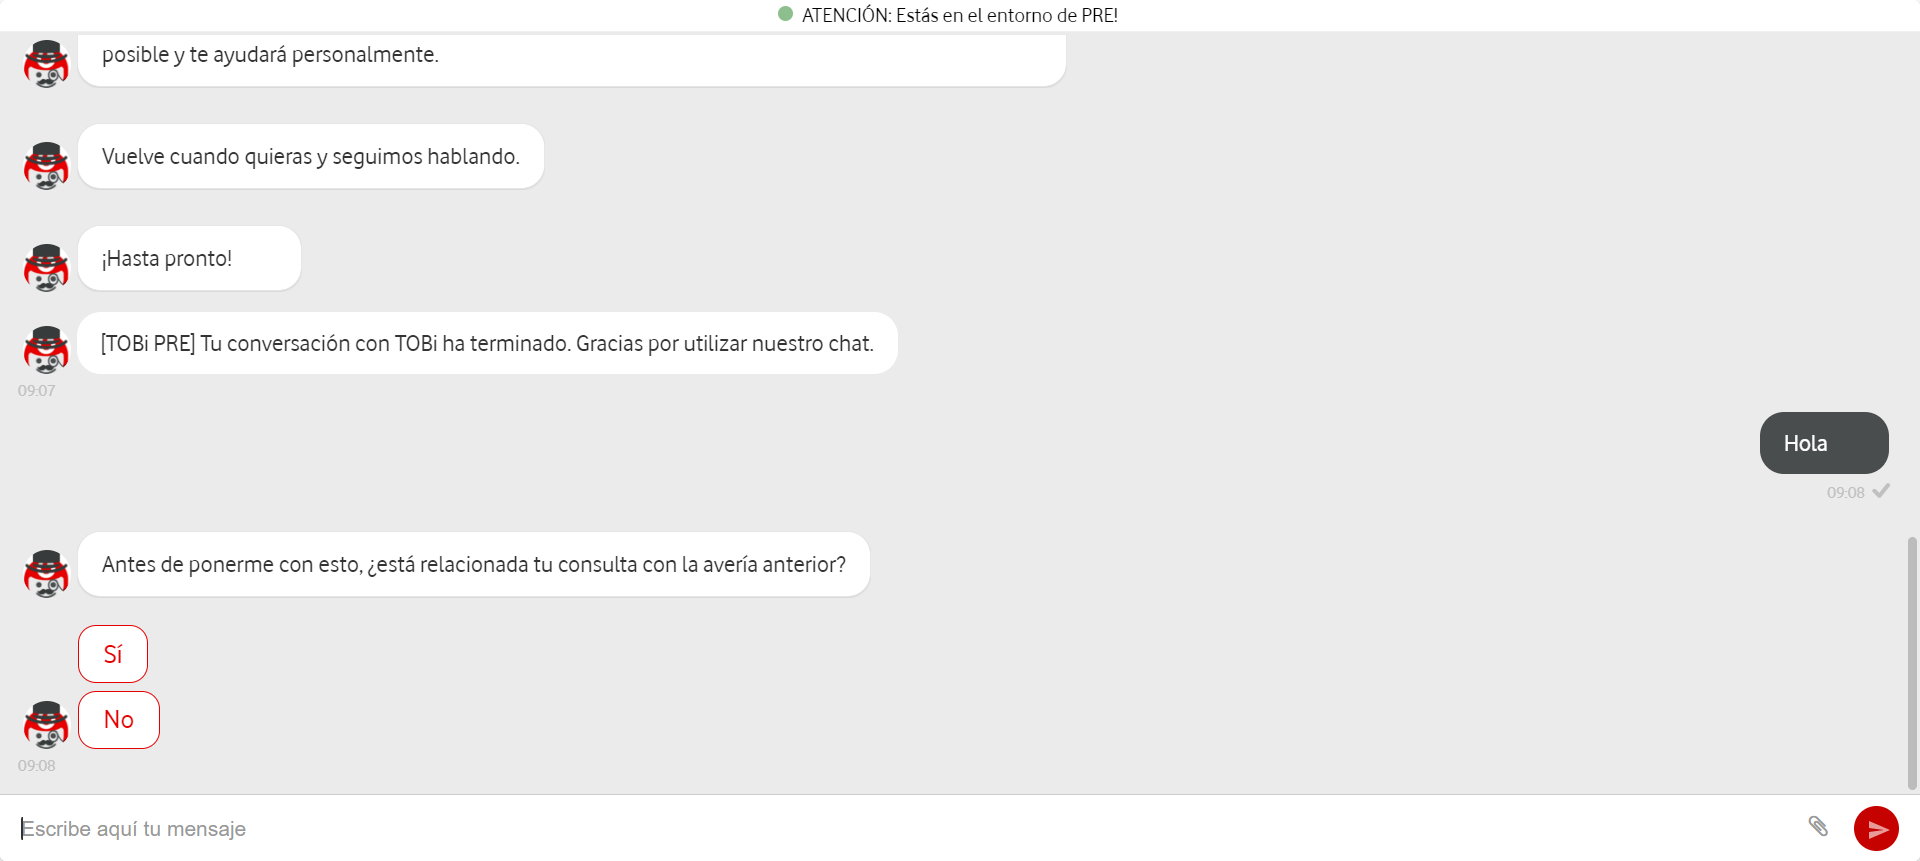 ATENCIÓN: Estás en el entorno de PRE!
posible y te ayudará personalmente.
Vuelve cuando quieras y seguimos hablando.
¡Hasta pronto!
[TOBi PRE] Tu conversación con TOBi ha terminado. Gracias por utilizar nuestro chat.
09:07
Hola
09:08
Antes de ponerme con esto, ¿está relacionada tu consulta con la avería anterior?
Sí
No
09:08
Escribe aquí tu mensaje